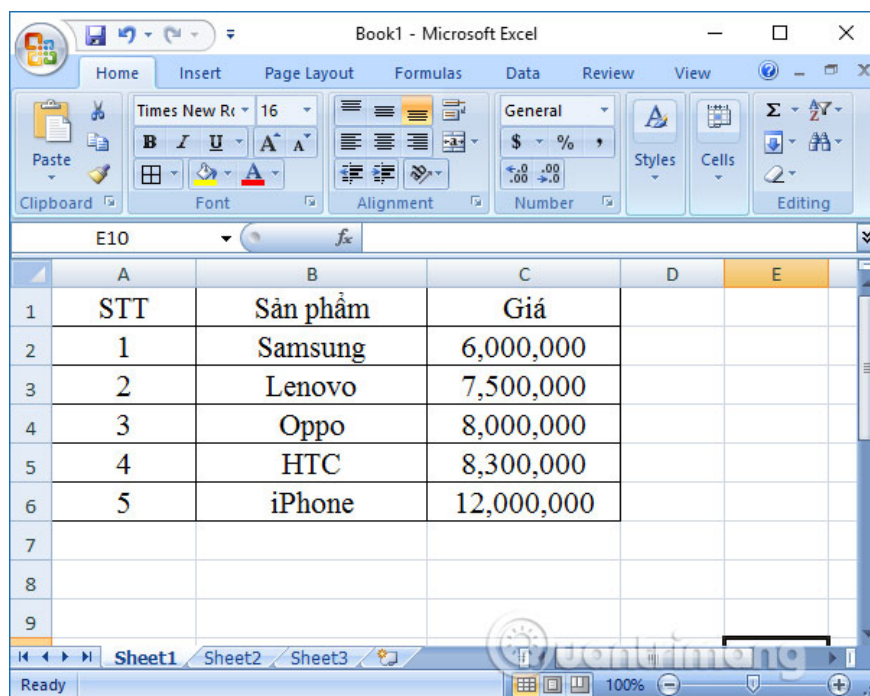 Book1 - Microsoft Excel
Home Insert Page Layout Formulas Data Review View
Paste
Times New Ro 16
B I U A A A
General
$ % ,
Styles
Cells
Σ
Clipboard Font Alignment Number Editing
E10 fx
A B C D E
1 STT Sản phẩm Giá
2 1 Samsung 6,000,000
3 2 Lenovo 7,500,000
4 3 Oppo 8,000,000
5 4 HTC 8,300,000
6 5 iPhone 12,000,000
7
8
9
Sheet1 Sheet2 Sheet3
Quantrimang
Ready 100%